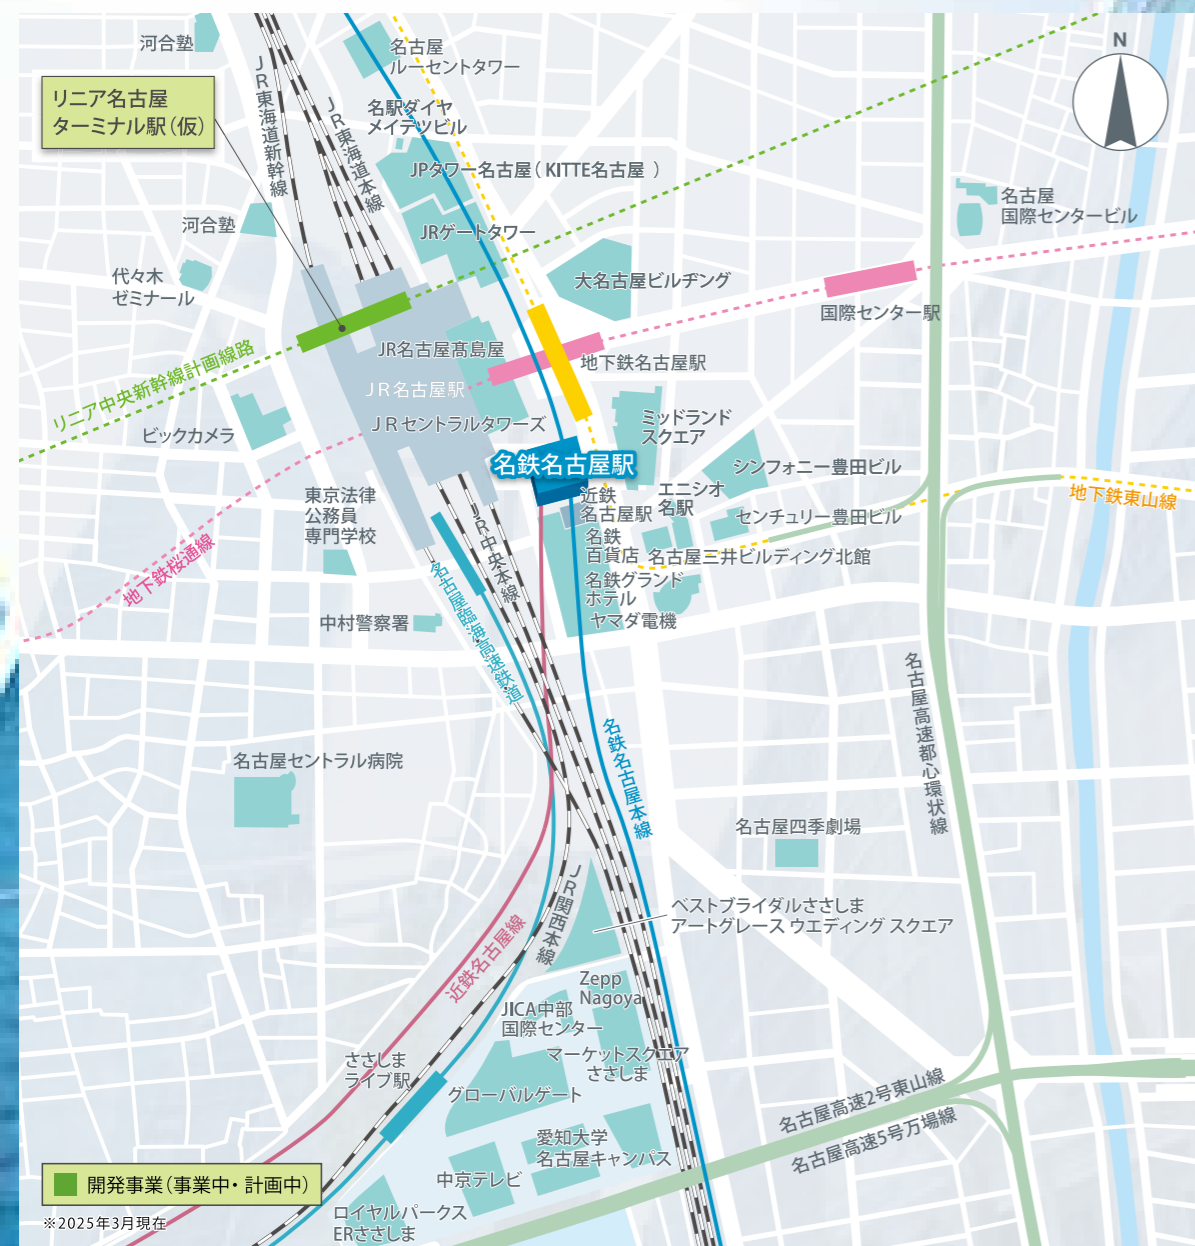 河合塾
名古屋
ルーセントタワー
N
リニア名古屋
ターミナル駅(仮)
JR東海道新幹線
JR東海道本線
名駅ダイヤ
メイテツビル
JPタワー名古屋(KITTE名古屋 )
名古屋
国際センタービル
河合塾
JRゲートタワー
代々木
ゼミナール
大名古屋ビルヂング
国際センター駅
JR名古屋髙島屋
地下鉄名古屋駅
リニア中央新幹線計画線路
JR名古屋駅
JRセントラルタワーズ
ミッドランド
スクエア
ビックカメラ
名鉄名古屋駅
シンフォニー豊田ビル
東京法律
公務員
専門学校
近鉄
名古屋駅
エニシオ
名駅
地下鉄東山線
センチュリー豊田ビル
JR中央本線
名鉄
百貨店
名古屋三井ビルディング北館
地下鉄桜通線
名古屋臨海高速鉄道
名鉄グランド
ホテル
中村警察署
ヤマダ電機
名古屋高速都心環状線
名鉄名古屋本線
名古屋セントラル病院
名古屋四季劇場
JR関西本線
ベストブライダルささしま
アートグレース ウエディング スクエア
近鉄名古屋線
Zepp
Nagoya
JICA中部
国際センター
ささしま
ライブ駅
マーケットスクエア
ささしま
グローバルゲート
名古屋高速2号東山線
名古屋高速5号万場線
愛知大学
名古屋キャンパス
中京テレビ
開発事業(事業中・計画中)
ロイヤルパークス
ERささしま
※2025年3月現在